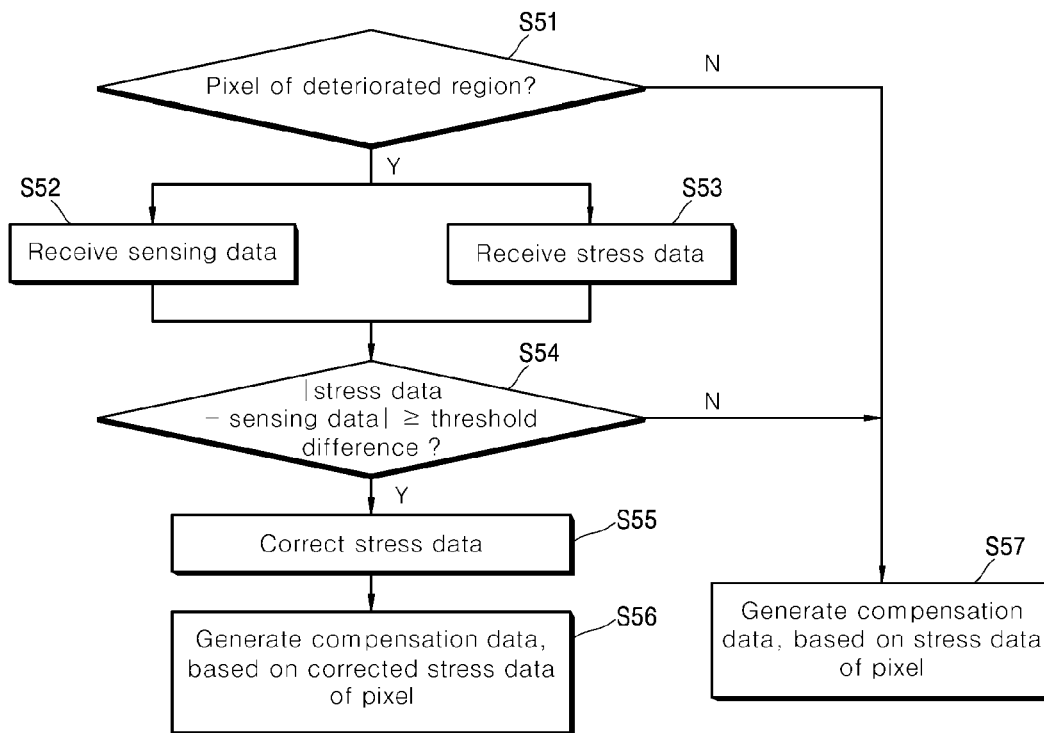 S51
Pixel of deteriorated region?
N
Y
S52
S53
Receive sensing data
Receive stress data
S54
|stress data
− sensing data| ≥ threshold
difference ?
N
Y
S55
Correct stress data
S57
S56
Generate compensation data,
based on corrected stress data
of pixel
Generate compensation
data, based on stress data
of pixel